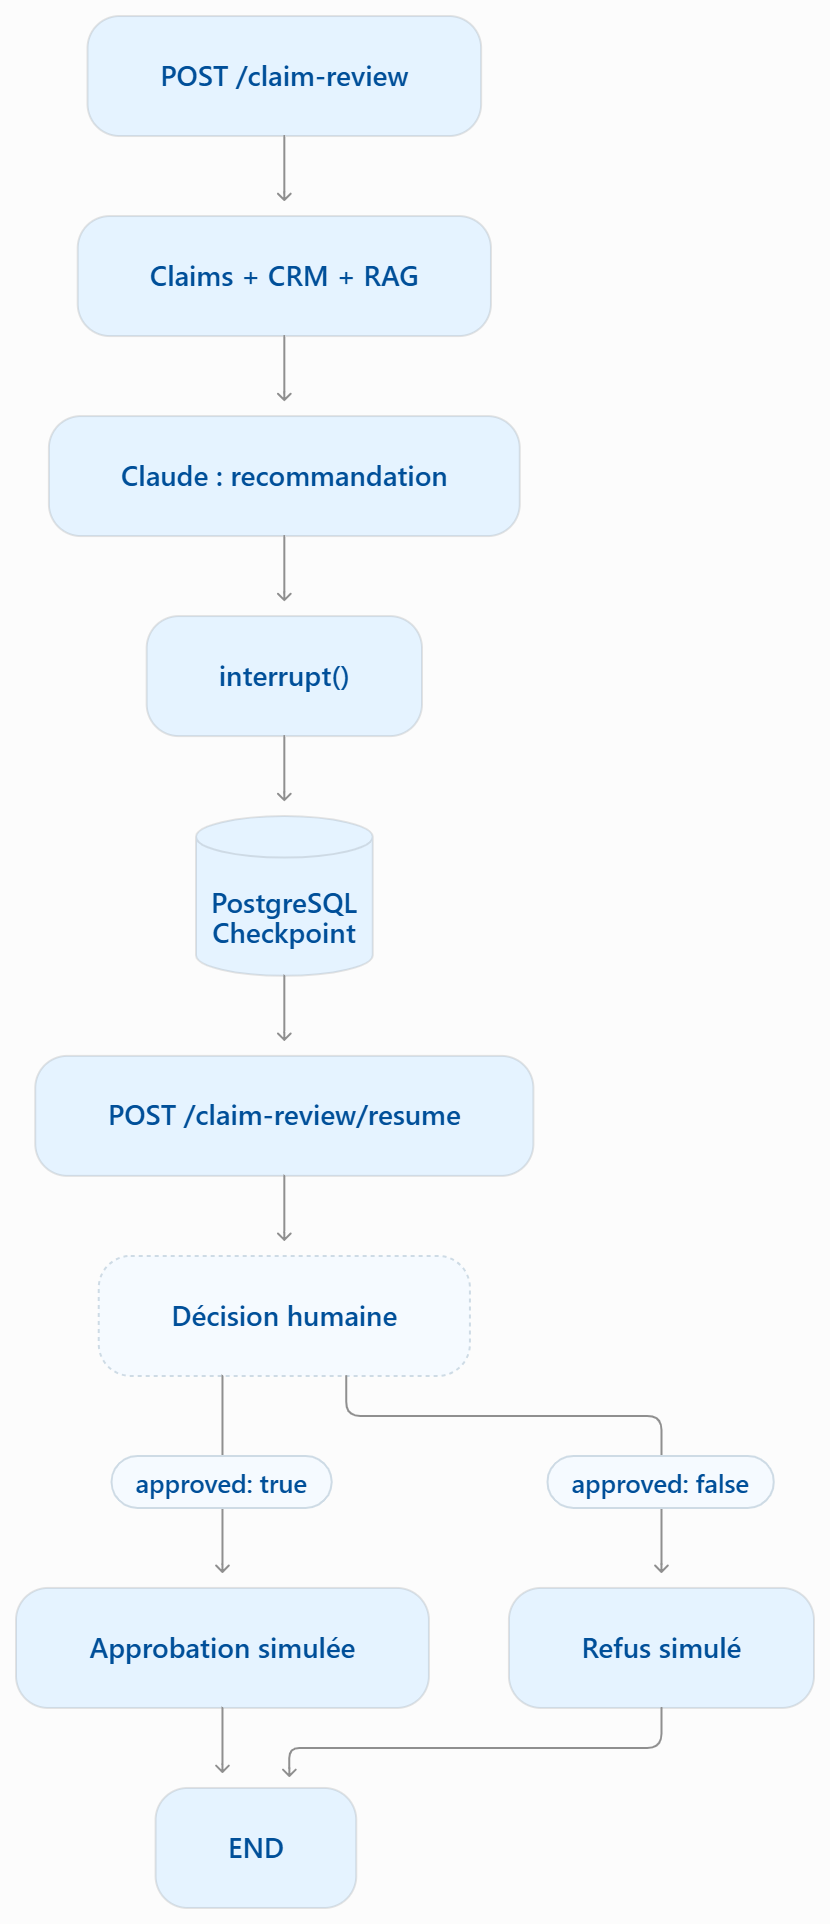 POST /claim-review
Claims + CRM + RAG
Claude : recommandation
interrupt()
PostgreSQL
Checkpoint
POST /claim-review/resume
Décision humaine
approved: true
approved: false
Approbation simulée
Refus simulé
END